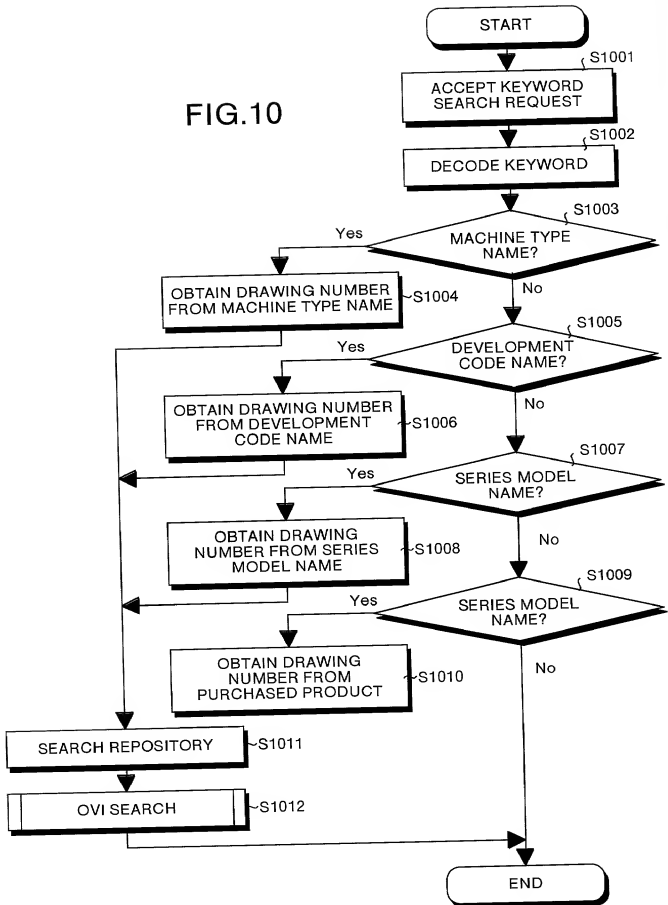 START
S1001
ACCEPT KEYWORD
SEARCH REQUEST
FIG.10
S1002
DECODE KEYWORD
S1003
Yes
MACHINE TYPE
NAME?
OBTAIN DRAWING NUMBER
FROM MACHINE TYPE NAME
S1004
No
S1005
Yes
DEVELOPMENT
CODE NAME?
OBTAIN DRAWING NUMBER
FROM DEVELOPMENT
CODE NAME
S1006
No
S1007
Yes
SERIES MODEL
NAME?
OBTAIN DRAWING
NUMBER FROM SERIES
MODEL NAME
S1008
No
S1009
Yes
SERIES MODEL
NAME?
OBTAIN DRAWING
NUMBER FROM
PURCHASED PRODUCT
S1010
No
SEARCH REPOSITORY
S1011
OVI SEARCH
S1012
END